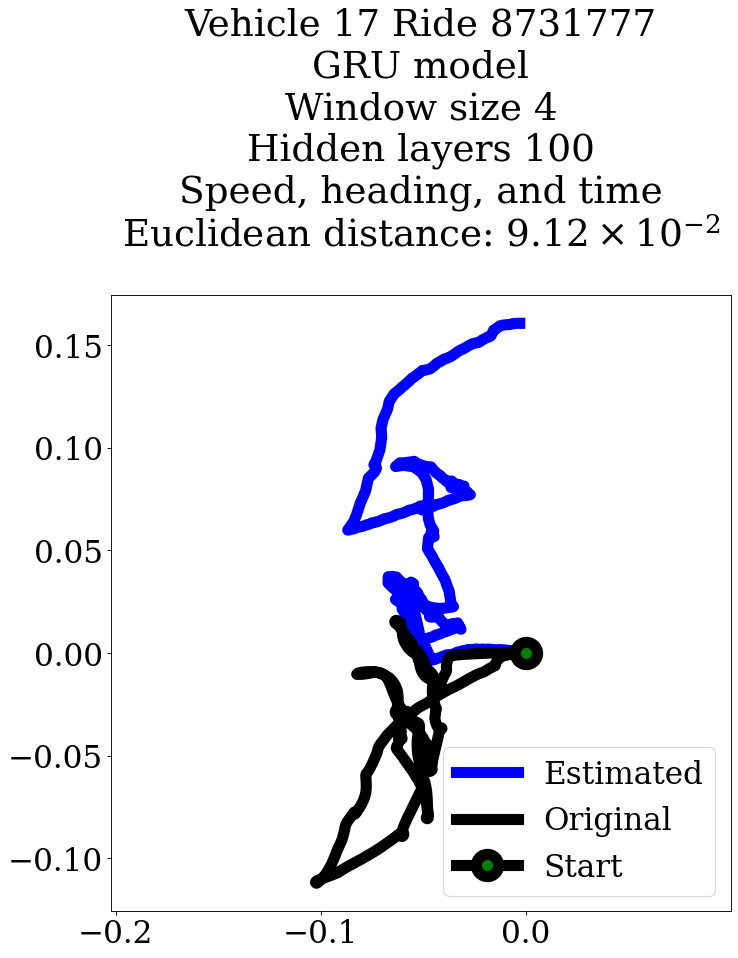 Vehicle 17 Ride 8731777
GRU model
Window size 4
Hidden layers 100
Speed, heading, and time
Euclidean distance: 9.12 × 10⁻²
0.15
0.10
0.05
0.00
−0.05
−0.10
Estimated
Original
Start
−0.2
−0.1
0.0